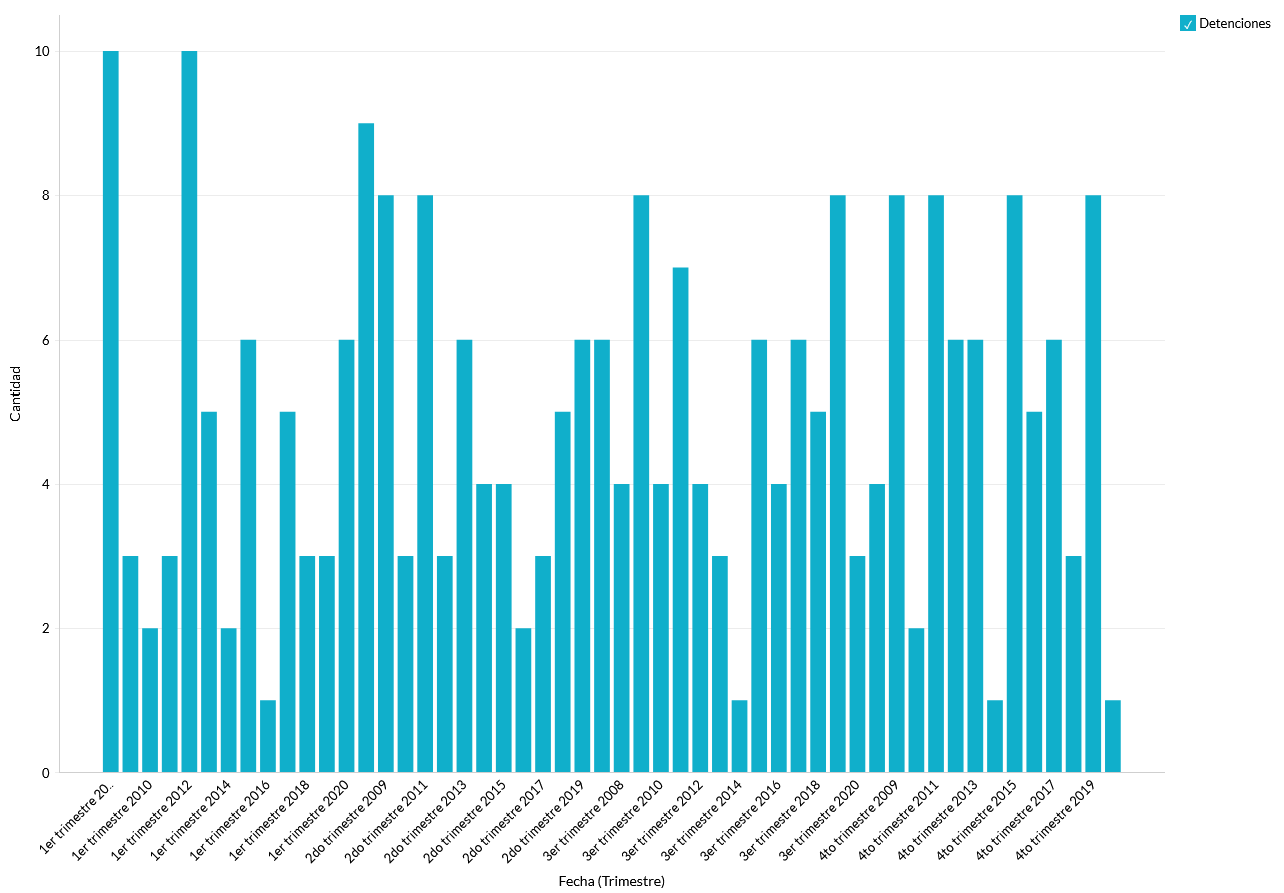 Detenciones
10
8
6
4
2
0
Cantidad
1er trimestre 20..
1er trimestre 2010
1er trimestre 2012
1er trimestre 2014
1er trimestre 2016
1er trimestre 2018
1er trimestre 2020
2do trimestre 2009
2do trimestre 2011
2do trimestre 2013
2do trimestre 2015
2do trimestre 2017
2do trimestre 2019
3er trimestre 2008
3er trimestre 2010
3er trimestre 2012
3er trimestre 2014
3er trimestre 2016
3er trimestre 2018
3er trimestre 2020
4to trimestre 2009
4to trimestre 2011
4to trimestre 2013
4to trimestre 2015
4to trimestre 2017
4to trimestre 2019
Fecha (Trimestre)